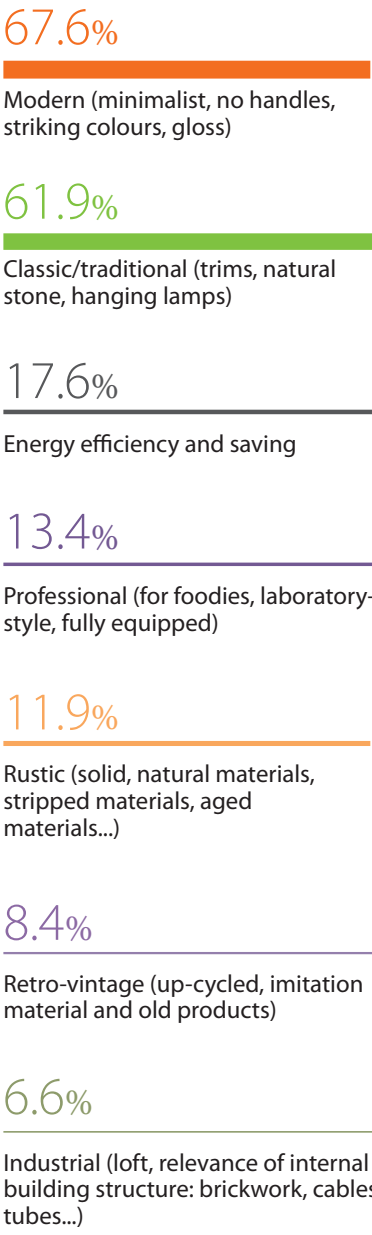 67.6%
Modern (minimalist, no handles,
striking colours, gloss)
61.9%
Classic/traditional (trims, natural
stone, hanging lamps)
17.6%
Energy efficiency and saving
13.4%
Professional (for foodies, laboratory-
style, fully equipped)
11.9%
Rustic (solid, natural materials,
stripped materials, aged
materials...)
8.4%
Retro-vintage (up-cycled, imitation
material and old products)
6.6%
Industrial (loft, relevance of internal
building structure: brickwork, cables
tubes...)